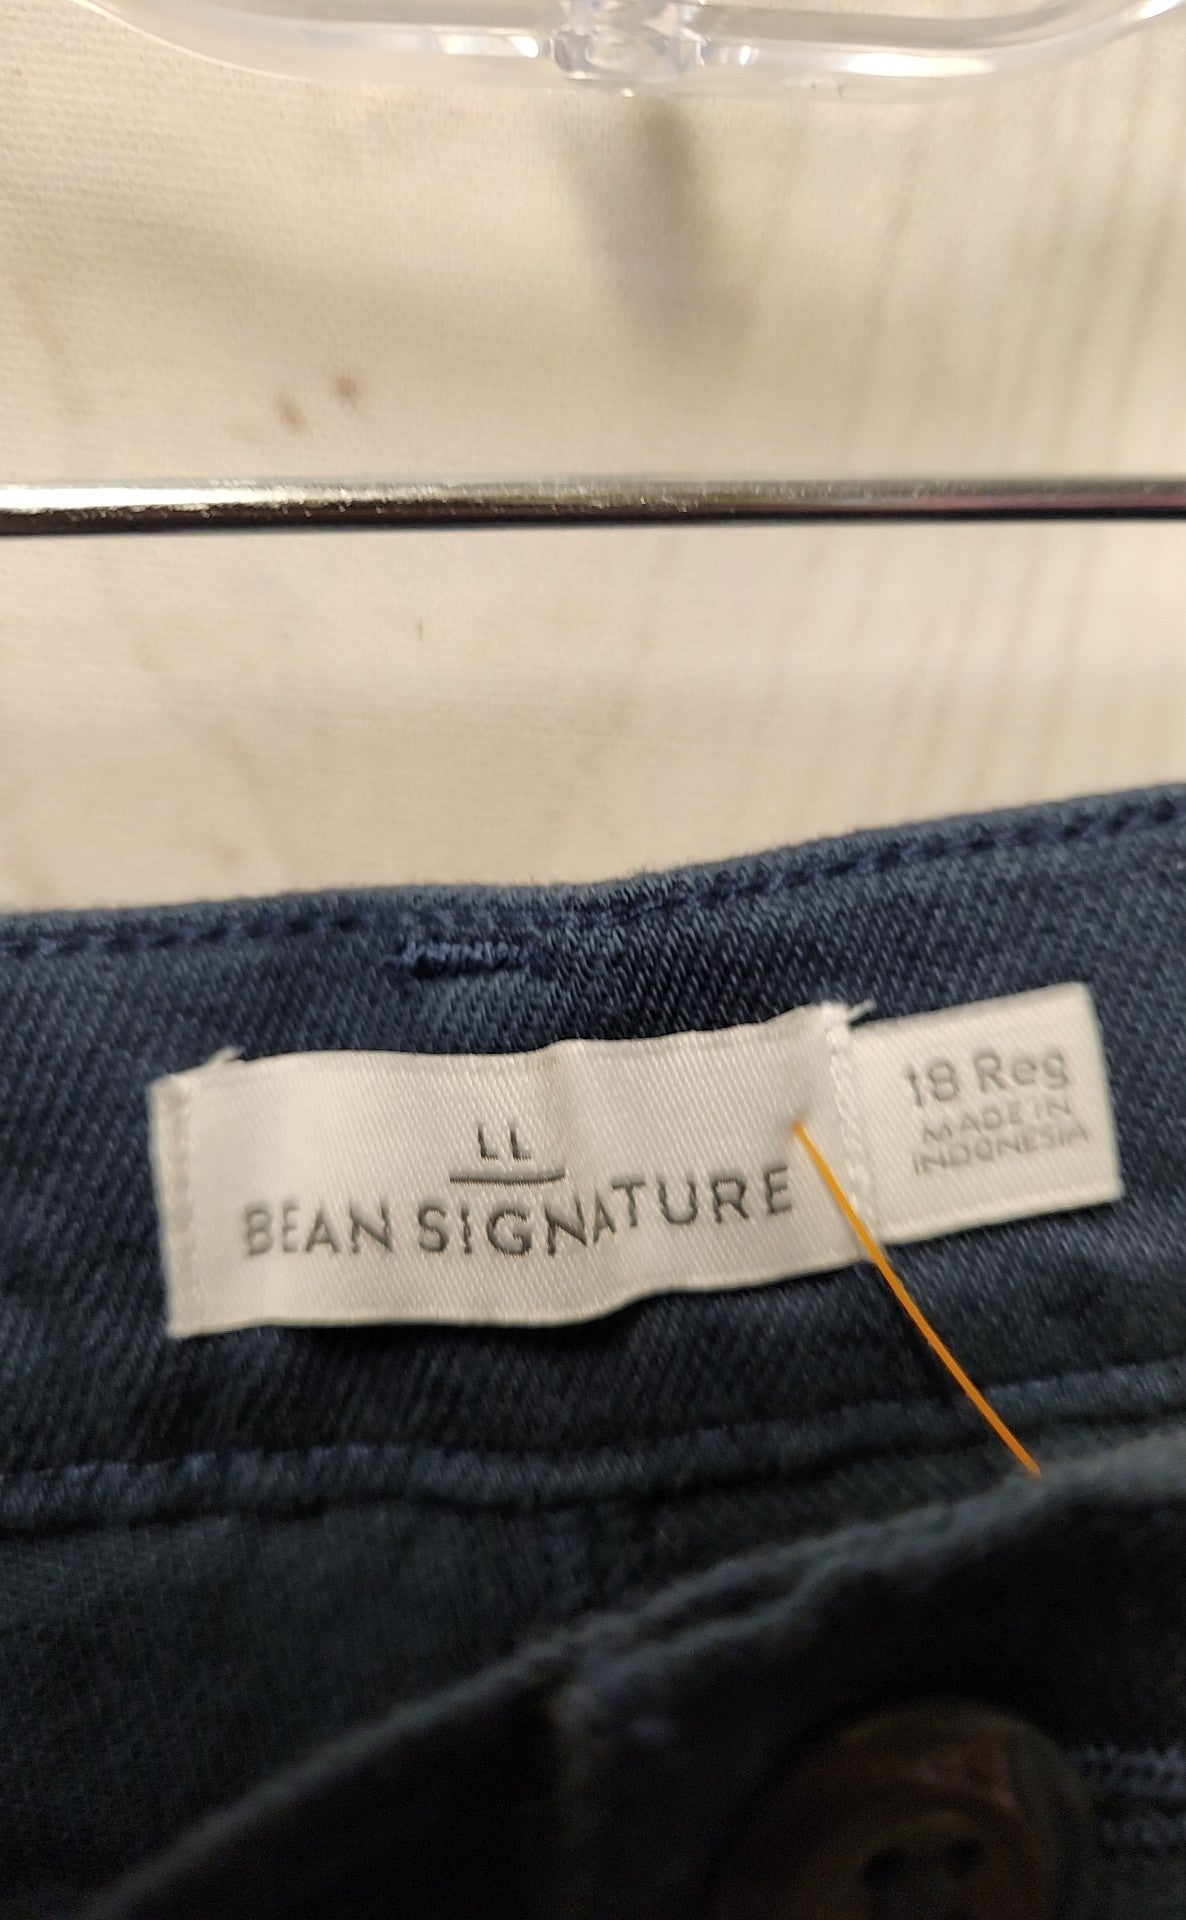 LL
BEAN SIGNATURE
18 Reg
MADE IN
INDONESIA